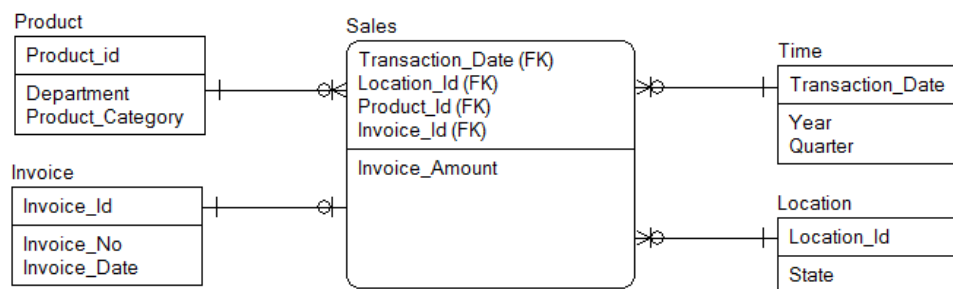 Product
Product_id
Department
Product_Category
Invoice
Invoice_Id
Invoice_No
Invoice_Date
Sales
Transaction_Date (FK)
Location_Id (FK)
Product_Id (FK)
Invoice_Id (FK)
Invoice_Amount
Time
Transaction_Date
Year
Quarter
Location
Location_Id
State